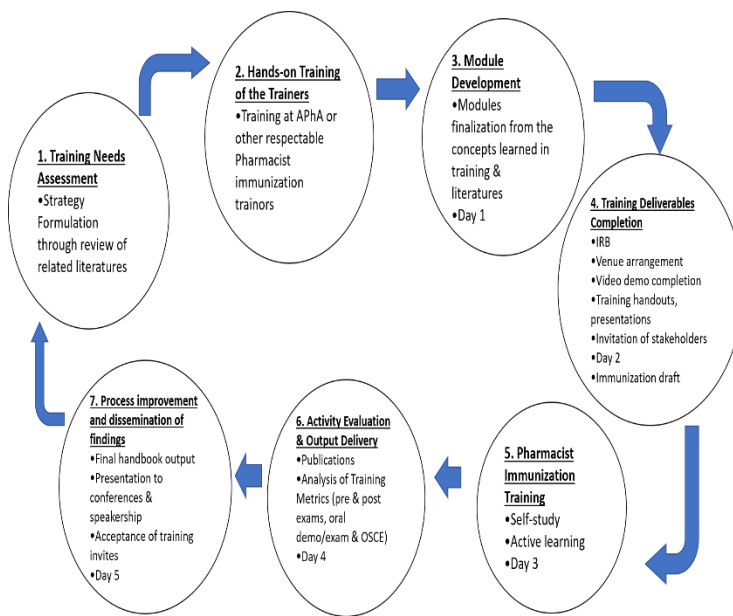 1. Training Needs
Assessment
•Strategy
Formulation
through review of
related literatures
2. Hands-on Training
of the Trainers
•Training at APhA or
other respectable
Pharmacist
immunization
trainors
3. Module
Development
•Modules
finalization from the
concepts learned in
training &
literatures
•Day 1
4. Training Deliverables
Completion
•IRB
•Venue arrangement
•Video demo completion
•Training handouts,
presentations
•Invitation of stakeholders
•Day 2
•Immunization draft
5. Pharmacist
Immunization
Training
•Self-study
•Active learning
•Day 3
6. Activity Evaluation
& Output Delivery
•Publications
•Analysis of Training
Metrics (pre & post
exams, oral
demo/exam & OSCE)
•Day 4
7. Process improvement
and dissemination of
findings
•Final handbook output
•Presentation to
conferences &
speakership
•Acceptance of training
invites
•Day 5